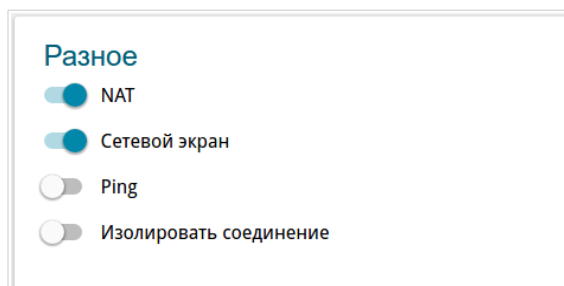 Разное
NAT
Сетевой экран
Ping
Изолировать соединение